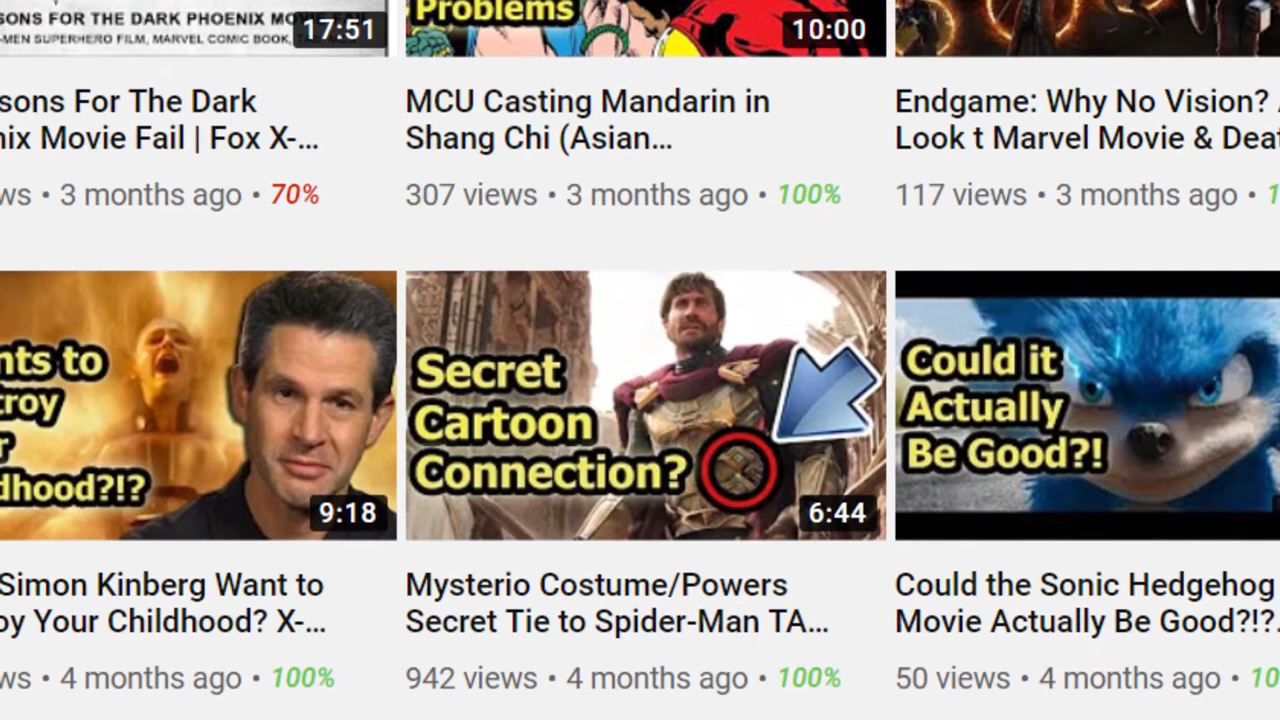 SONS FOR THE DARK PHOENIX MOV
-MEN SUPERHERO FILM, MARVEL COMIC BOOK,
17:51
Problems
10:00
sons For The Dark
nix Movie Fail | Fox X-...
ws • 3 months ago • 70%
MCU Casting Mandarin in
Shang Chi (Asian...
307 views • 3 months ago • 100%
Endgame: Why No Vision?
Look t Marvel Movie & Deat
117 views • 3 months ago • 1
nts to
troy
r
dhood?!?
9:18
Secret
Cartoon
Connection?
6:44
Could it
Actually
Be Good?!
Simon Kinberg Want to
oy Your Childhood? X-...
ws • 4 months ago • 100%
Mysterio Costume/Powers
Secret Tie to Spider-Man TA...
942 views • 4 months ago • 100%
Could the Sonic Hedgehog
Movie Actually Be Good?!?.
50 views • 4 months ago • 10